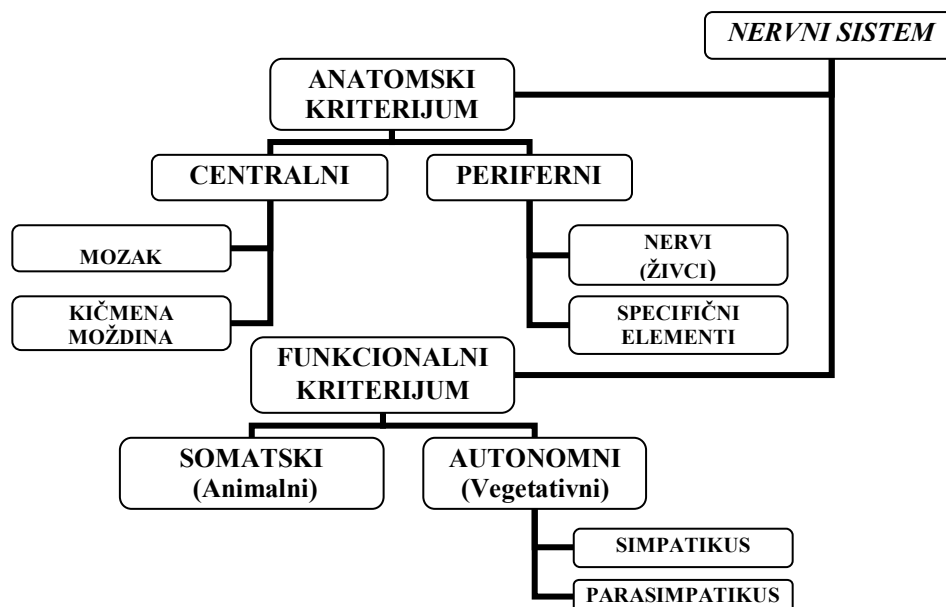 NERVNI SISTEM
ANATOMSKI
KRITERIJUM
CENTRALNI
PERIFERNI
MOZAK
KIČMENA
MOŽDINA
NERVI
(ŽIVCI)
SPECIFIČNI
ELEMENTI
FUNKCIONALNI
KRITERIJUM
SOMATSKI
(Animalni)
AUTONOMNI
(Vegetativni)
SIMPATIKUS
PARASIMPATIKUS